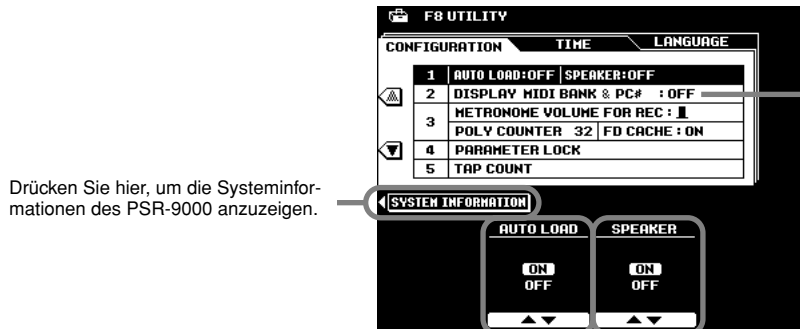 F8 UTILITY
CONFIGURATION TIME LANGUAGE
1 AUTO LOAD:OFF SPEAKER:OFF
2 DISPLAY MIDI BANK & PC# :OFF
3 METRONOME VOLUME FOR REC :
POLY COUNTER 32 FD CACHE : ON
4 PARAMETER LOCK
5 TAP COUNT
Drücken Sie hier, um die Systeminfor-
mationen des PSR-9000 anzuzeigen.
SYSTEM INFORMATION
AUTO LOAD SPEAKER
ON ON
OFF OFF